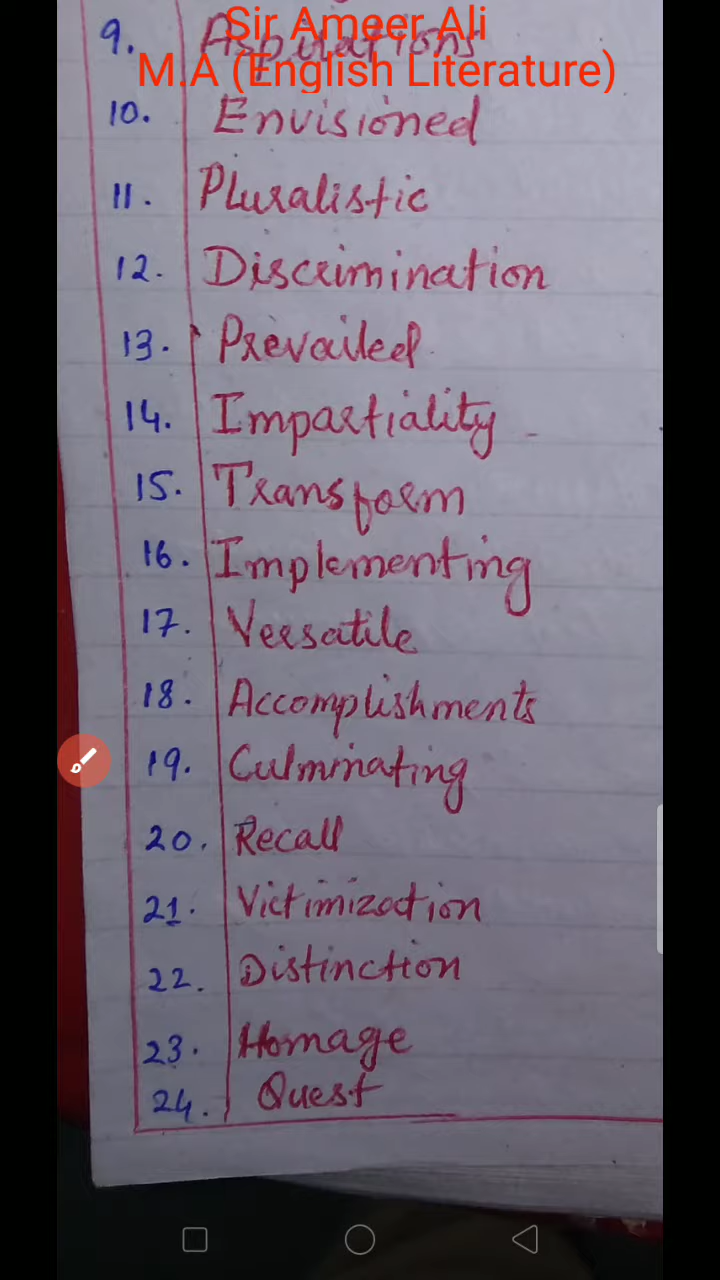 Sir Ameer Ali
M.A (English Literature)
9. Aspirations
10. Envisioned
11. Pluralistic
12. Discrimination
13. Prevailed
14. Impartiality
15. Transform
16. Implementing
17. Versatile
18. Accomplishments
19. Culminating
20. Recall
21. Victimization
22. Distinction
23. Homage
24. Quest